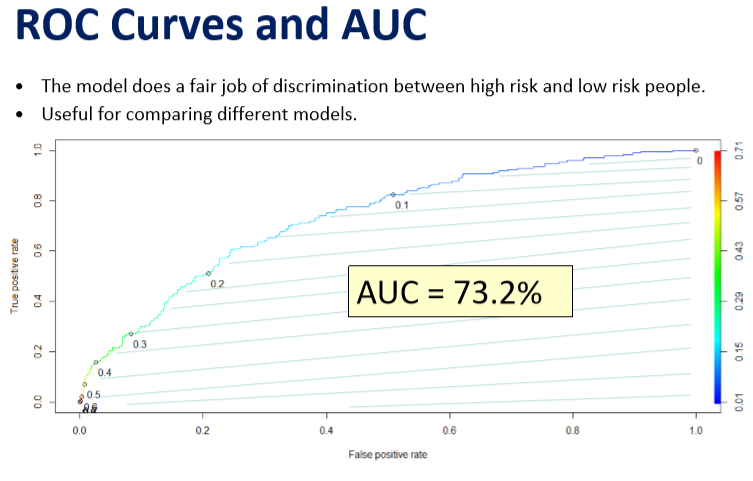 ROC Curves and AUC
• The model does a fair job of discrimination between high risk and low risk people.
• Useful for comparing different models.
True positive rate
1.0
0.8
0.6
0.4
0.2
0.0
0
0.1
0.2
0.3
0.4
0.5
0.6
AUC = 73.2%
0.71
0.57
0.43
0.29
0.15
0.01
0.0 0.2 0.4 0.6 0.8 1.0
False positive rate